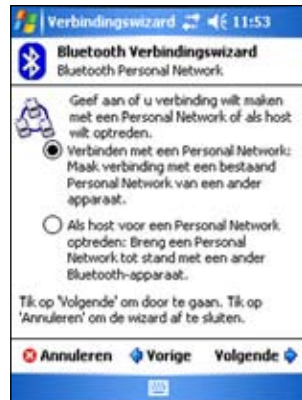 Verbindingswizard 11:53
Bluetooth Verbindingswizard
Bluetooth Personal Network
Geef aan of u verbinding wilt maken
met een Personal Network of als host
wilt optreden.
Verbinden met een Personal Network:
Maak verbinding met een bestaand
Personal Network van een ander
apparaat.
Als host voor een Personal Network
optreden: Breng een Personal
Network tot stand met een ander
Bluetooth-apparaat.
Tik op 'Volgende' om door te gaan. Tik op
'Annuleren' om de wizard af te sluiten.
Annuleren Vorige Volgende